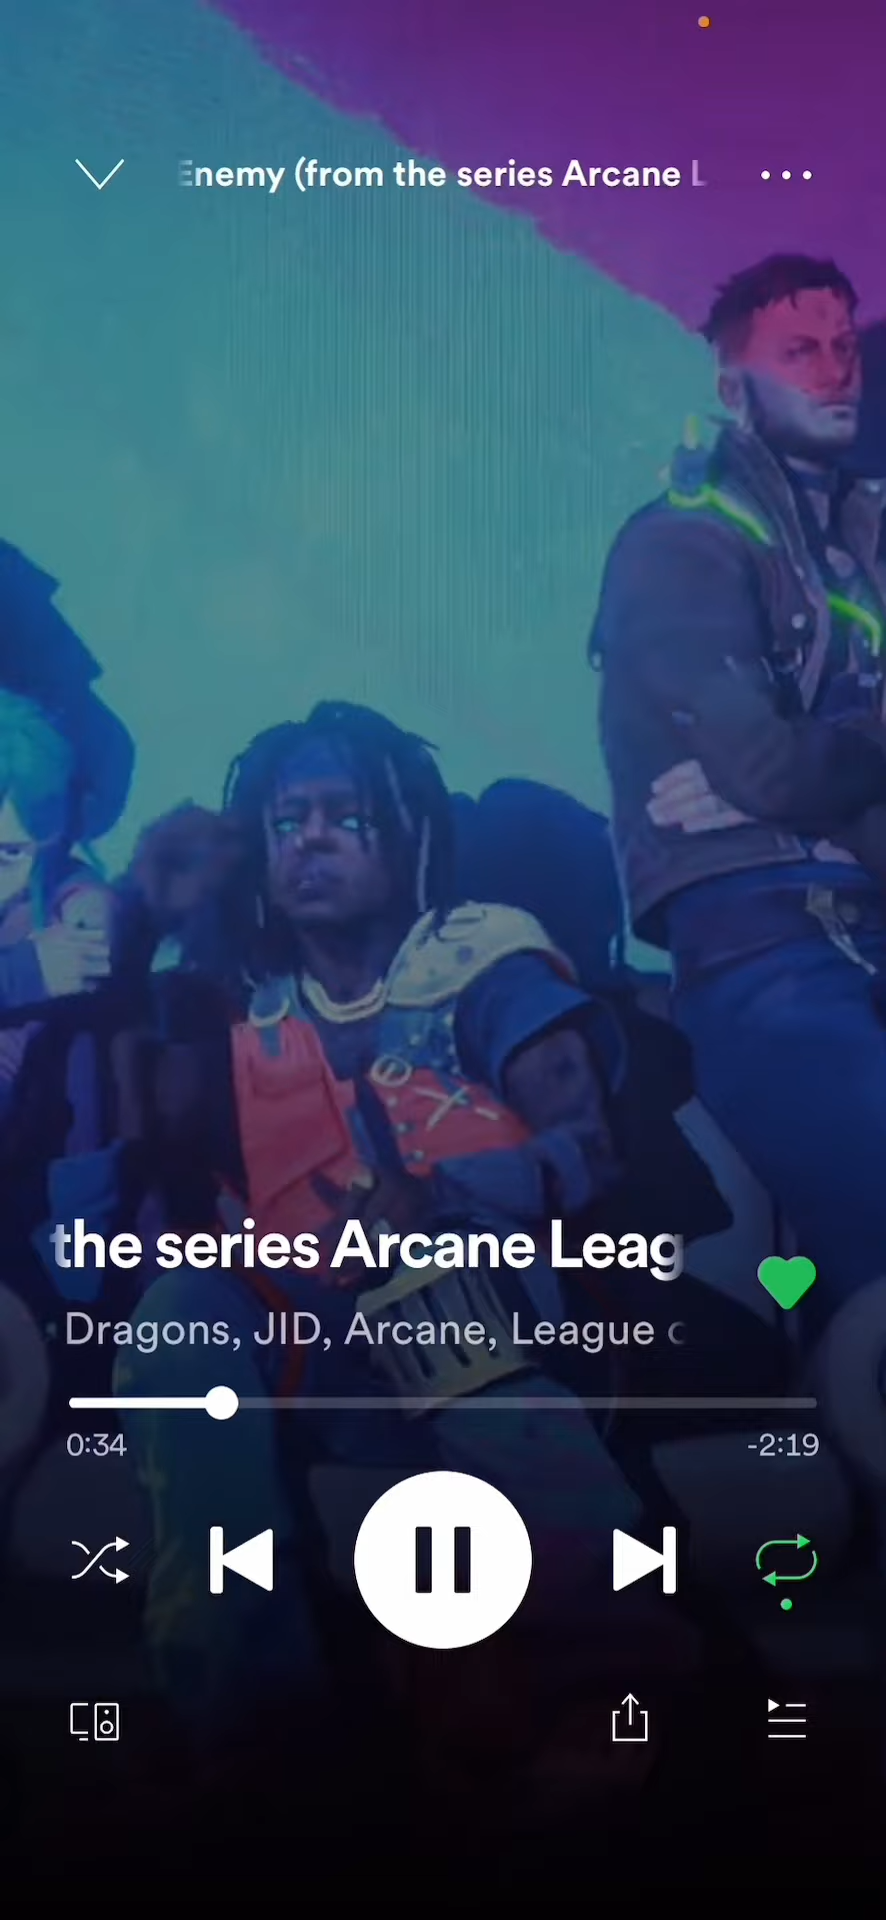 Enemy (from the series Arcane L
the series Arcane Leag
Dragons, JID, Arcane, League
0:34
-2:19